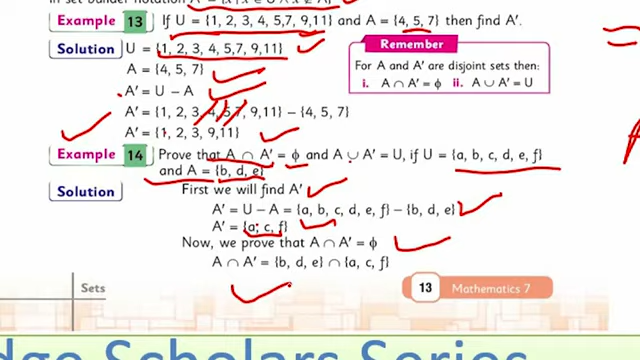 Example 13 If U = {1, 2, 3, 4, 5,7, 9,11} and A = {4, 5, 7} then find A′.
Solution U = {1, 2, 3, 4, 5,7, 9,11}
A = {4, 5, 7}
A′ = U − A
A′ = {1, 2, 3, 4, 5,7, 9,11} − {4, 5, 7}
A′ = {1, 2, 3, 9,11}
Remember
For A and A′ are disjoint sets then
i. A ∩ A′ = ϕ ii. A ∪ A′ = U
Example 14 Prove that A ∩ A′ = ϕ and A ∪ A′ = U, if U = {a, b, c, d, e, f}
and A = {b, d, e}
Solution First we will find A′
A′ = U − A = {a, b, c, d, e, f} − {b, d, e}
A′ = {a, c, f}
Now, we prove that A ∩ A′ = ϕ
A ∩ A′ = {b, d, e} ∩ {a, c, f}
Sets
13 Mathematics 7
Scholars Series